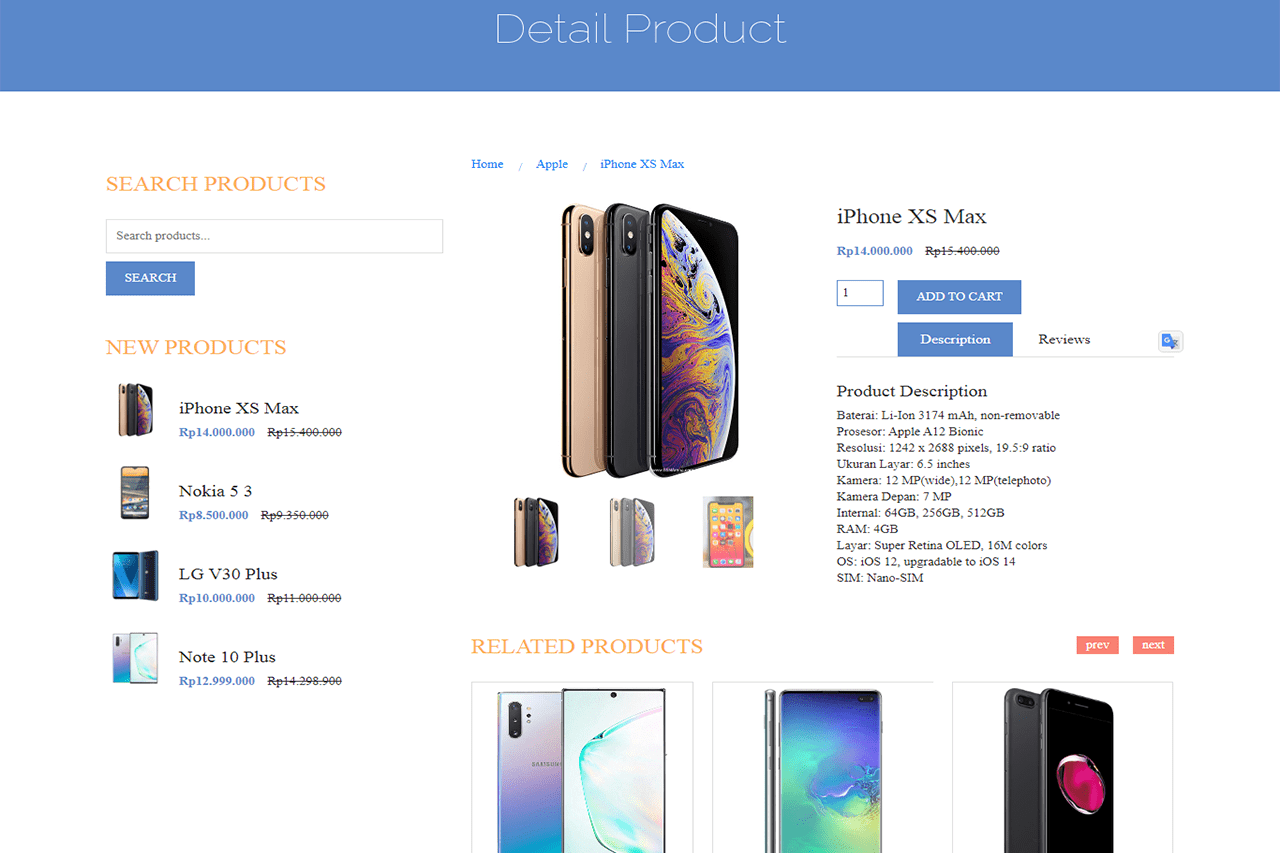 Detail Product
SEARCH PRODUCTS
Search products...
SEARCH
NEW PRODUCTS
iPhone XS Max
Rp14.000.000 Rp15.400.000
Nokia 5 3
Rp8.500.000 Rp9.350.000
LG V30 Plus
Rp10.000.000 Rp11.000.000
Note 10 Plus
Rp12.999.000 Rp14.298.900
Home / Apple / iPhone XS Max
iPhone XS Max
Rp14.000.000 Rp15.400.000
1 ADD TO CART
Description Reviews
Product Description
Baterai: Li-Ion 3174 mAh, non-removable
Prosesor: Apple A12 Bionic
Resolusi: 1242 x 2688 pixels, 19.5:9 ratio
Ukuran Layar: 6.5 inches
Kamera: 12 MP(wide),12 MP(telephoto)
Kamera Depan: 7 MP
Internal: 64GB, 256GB, 512GB
RAM: 4GB
Layar: Super Retina OLED, 16M colors
OS: iOS 12, upgradable to iOS 14
SIM: Nano-SIM
RELATED PRODUCTS
prev next
SAMSUNG